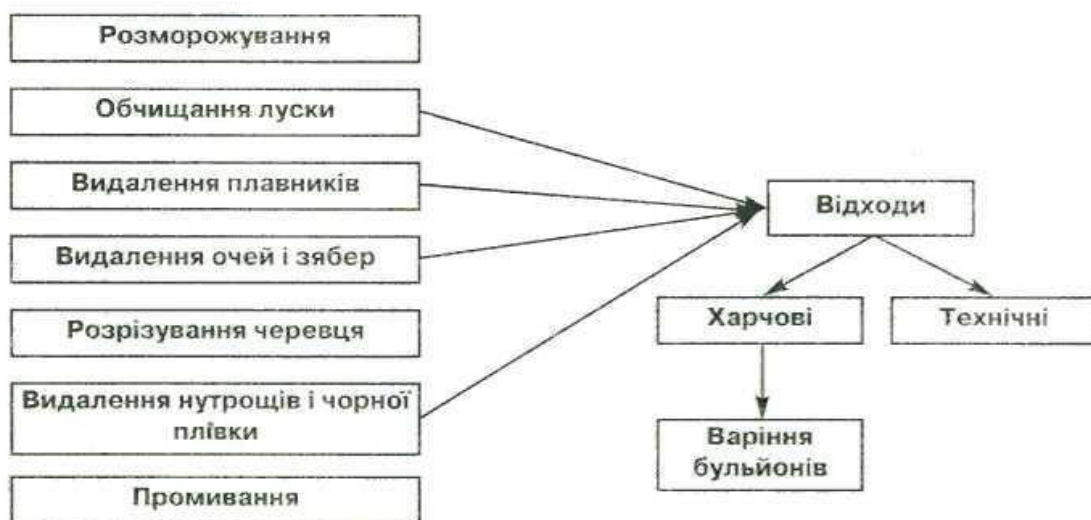 Розморожування
Обчищання луски
Видалення плавників
Відходи
Видалення очей і зябер
Харчові
Технічні
Розрізування черевця
Видалення нутрощів і чорної
плівки
Варіння
бульйонів
Промивання